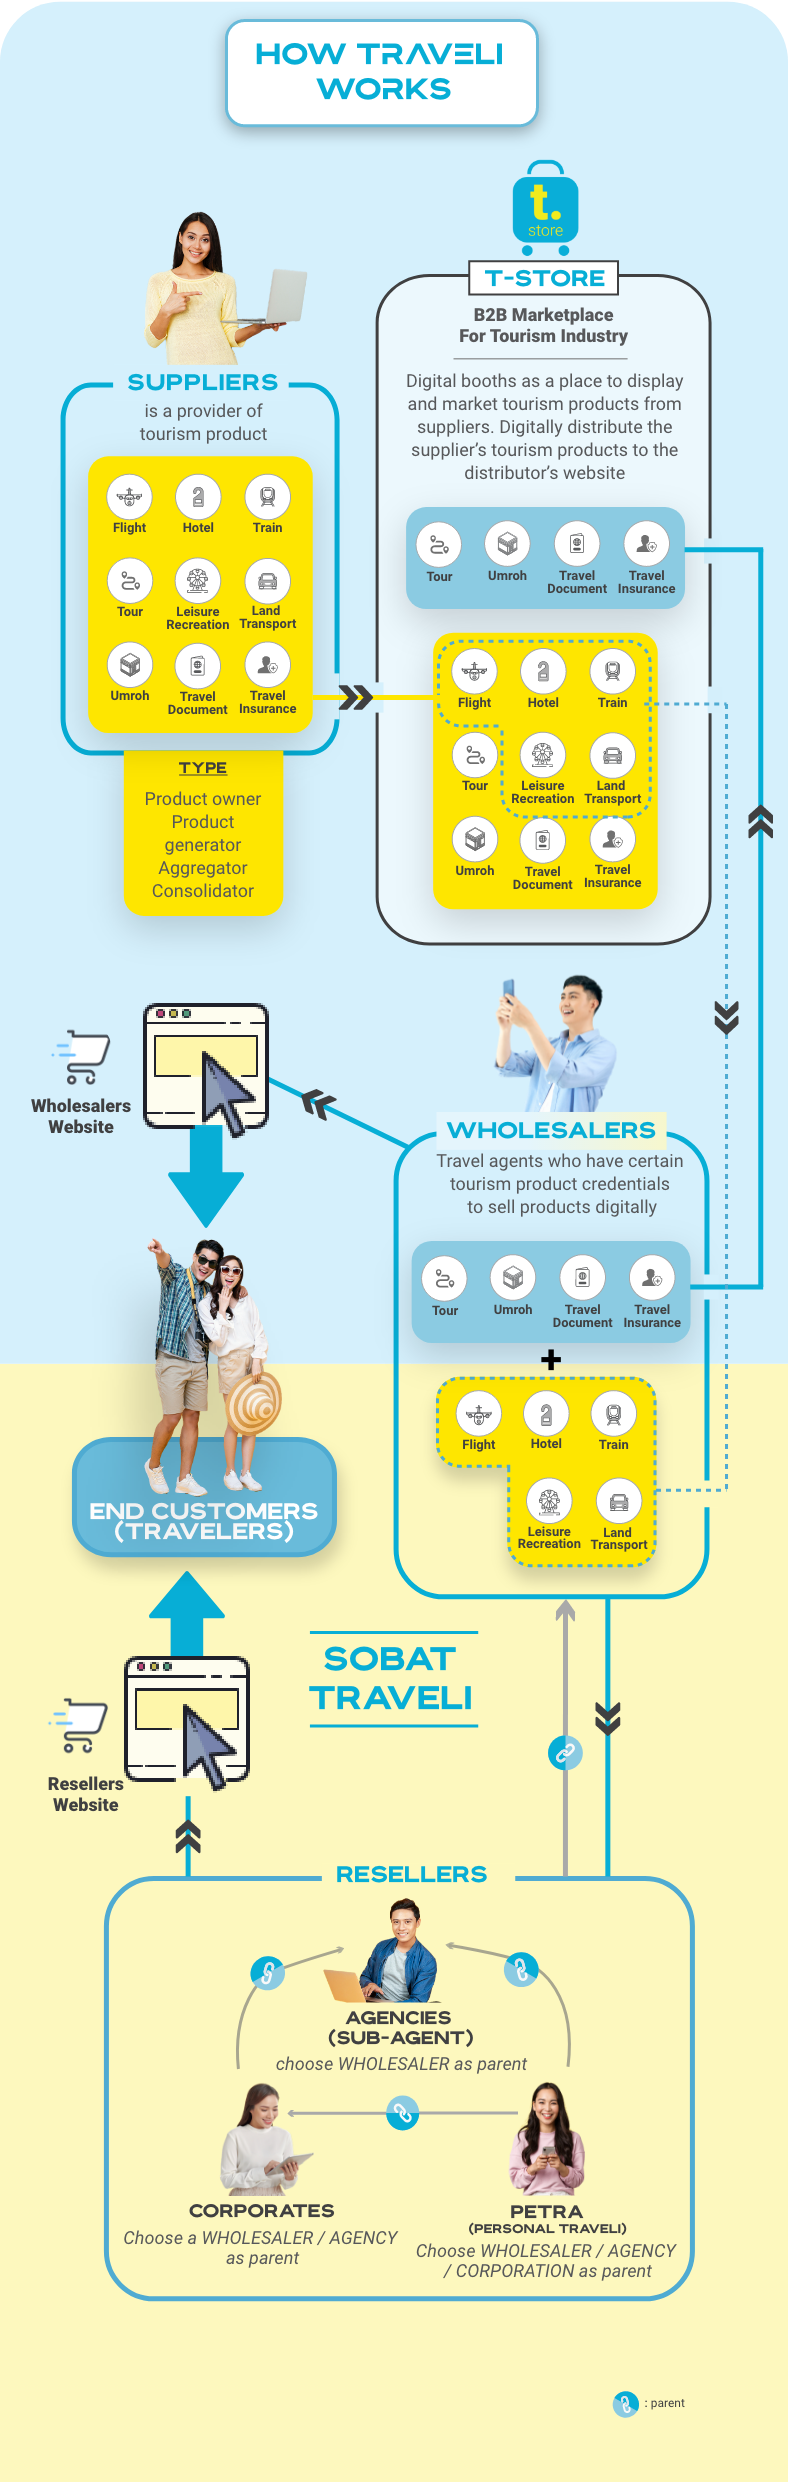 HOW TRAVELI
WORKS
t.
store
T-STORE
B2B Marketplace
For Tourism Industry
Digital booths as a place to display
and market tourism products from
suppliers. Digitally distribute the
supplier's tourism products to the
distributor's website
Tour
Umroh
Travel
Document
Travel
Insurance
Flight
Hotel
Train
Tour
Leisure
Recreation
Land
Transport
Umroh
Travel
Document
Travel
Insurance
SUPPLIERS
is a provider of
tourism product
Flight
Hotel
Train
Tour
Leisure
Recreation
Land
Transport
Umroh
Travel
Document
Travel
Insurance
TYPE
Product owner
Product
generator
Aggregator
Consolidator
Wholesalers
Website
WHOLESALERS
Travel agents who have certain
tourism product credentials
to sell products digitally
Tour
Umroh
Travel
Document
Travel
Insurance
+
Flight
Hotel
Train
Leisure
Recreation
Land
Transport
END CUSTOMERS
(TRAVELERS)
SOBAT
TRAVELI
Resellers
Website
RESELLERS
AGENCIES
(SUB-AGENT)
choose WHOLESALER as parent
CORPORATES
Choose a WHOLESALER / AGENCY
as parent
PETRA
(PERSONAL TRAVELI)
Choose WHOLESALER / AGENCY
/ CORPORATION as parent
: parent